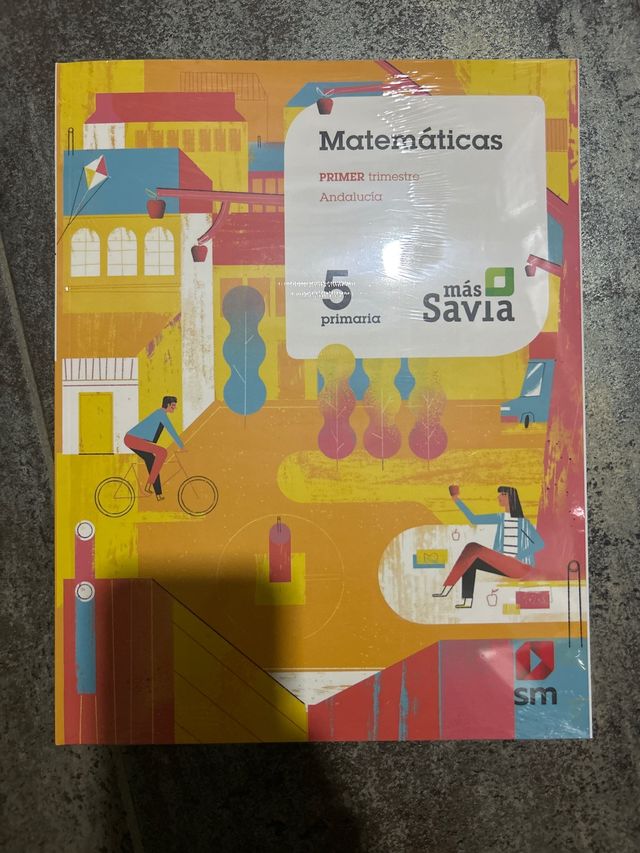 Matemáticas
PRIMER trimestre
Andalucía
5
primaria
más
Savia
sm